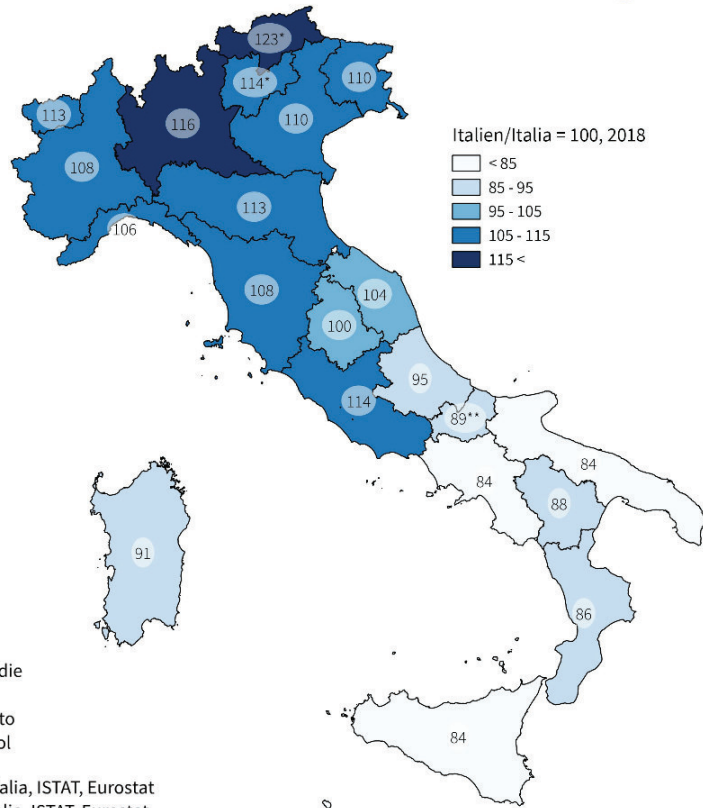 123*
114*
110
113
116
110
108
113
106
108
104
100
95
114
89**
84
84
88
91
86
84
Italien/Italia = 100, 2018
< 85
85 - 95
95 - 105
105 - 115
115 <
die
to
ol
alia, ISTAT, Eurostat